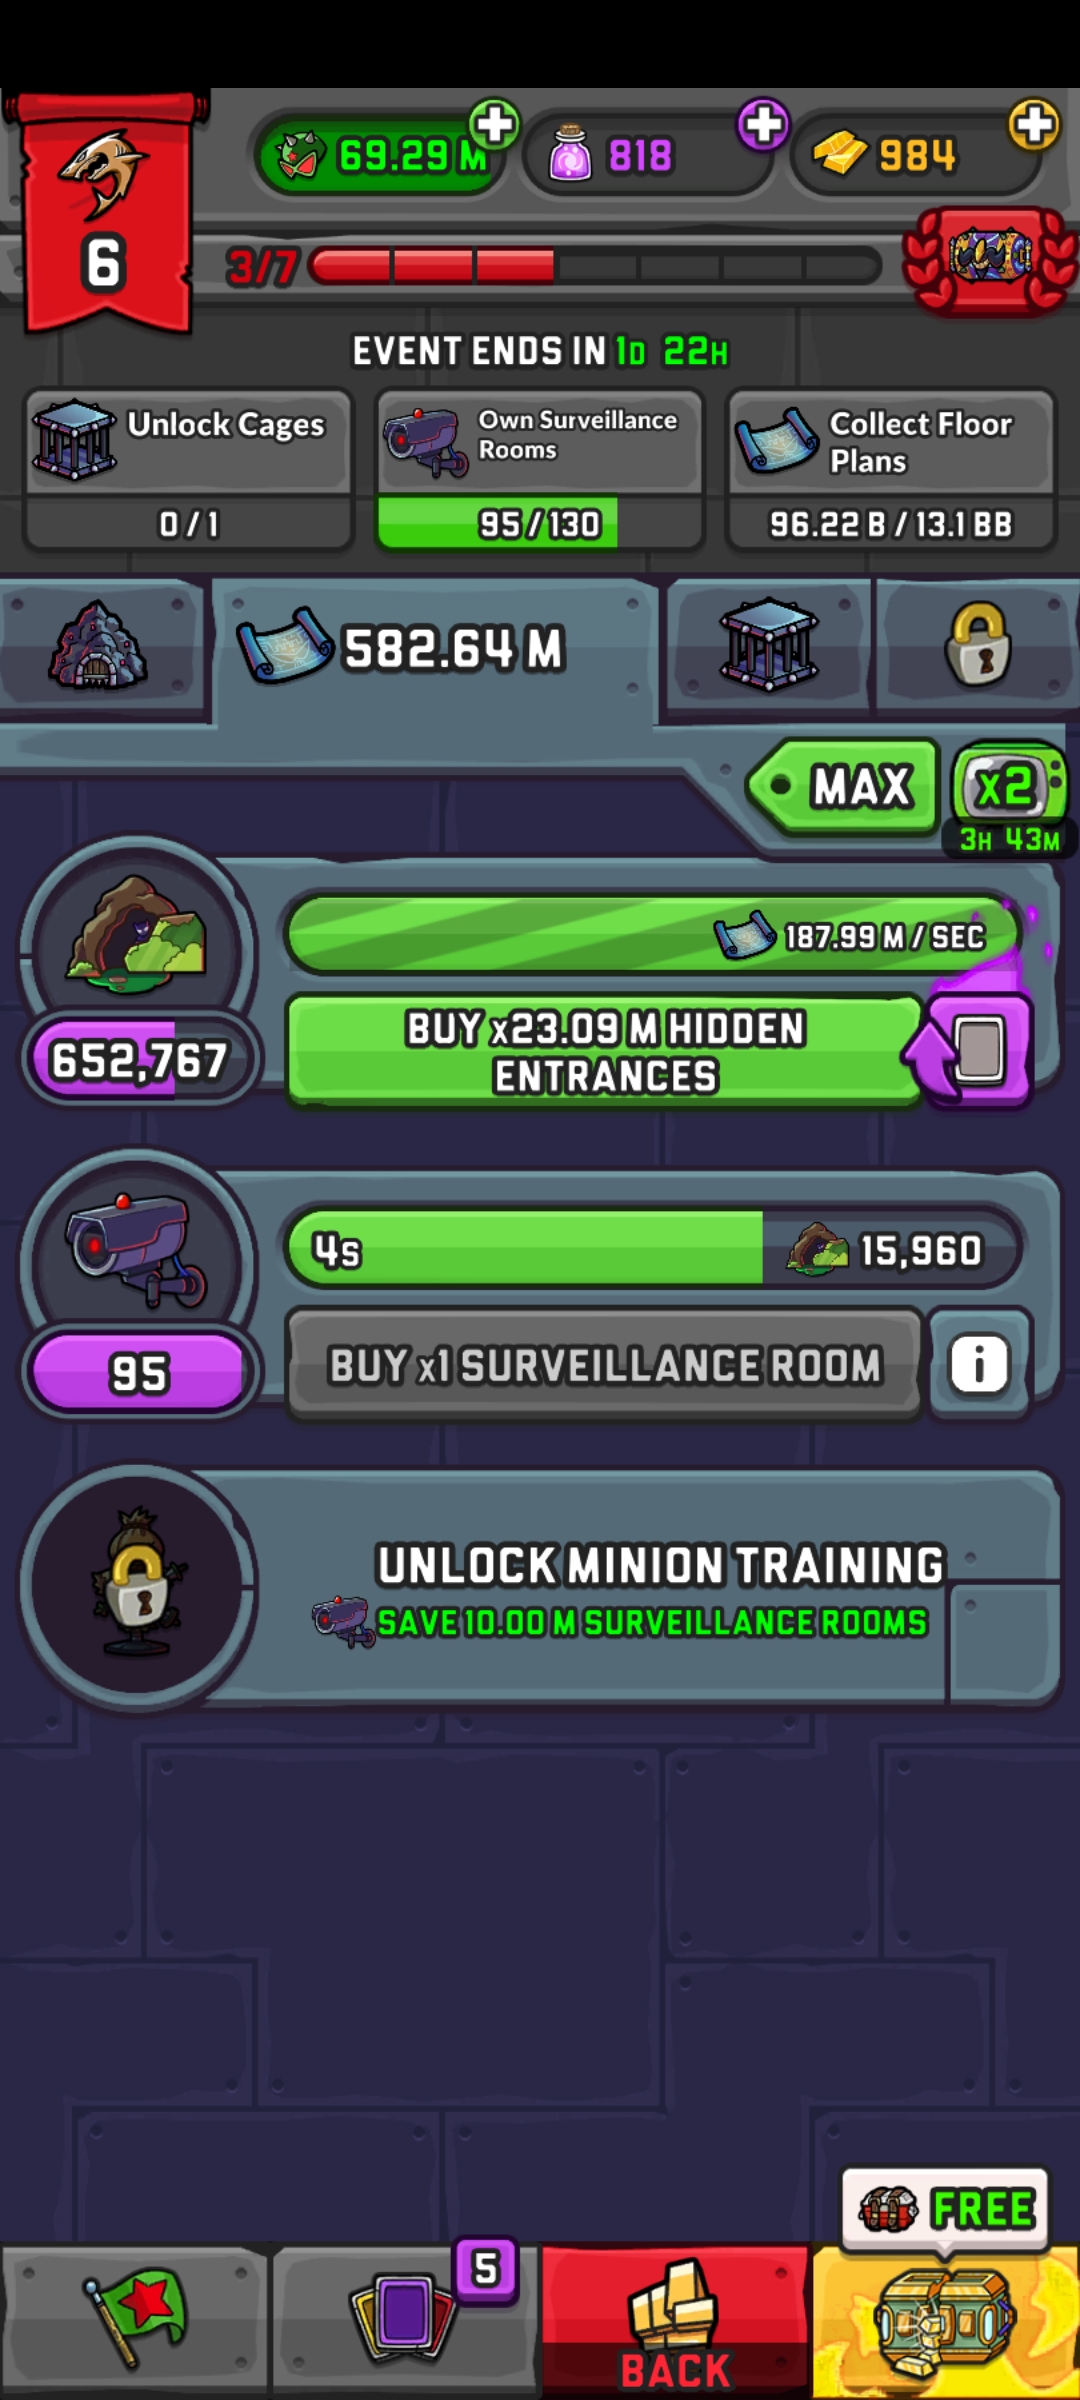 69.29 M
818
984
6
3/7
EVENT ENDS IN 1D 22H
Unlock Cages
0 / 1
Own Surveillance
Rooms
95 / 130
Collect Floor
Plans
96.22 B / 13.1 BB
582.64 M
MAX
x2
3H 43M
187.99 M / SEC
652,767
BUY x23.09 M HIDDEN
ENTRANCES
4S
15,960
95
BUY x1 SURVEILLANCE ROOM
i
UNLOCK MINION TRAINING
SAVE 10.00 M SURVEILLANCE ROOMS
FREE
5
BACK